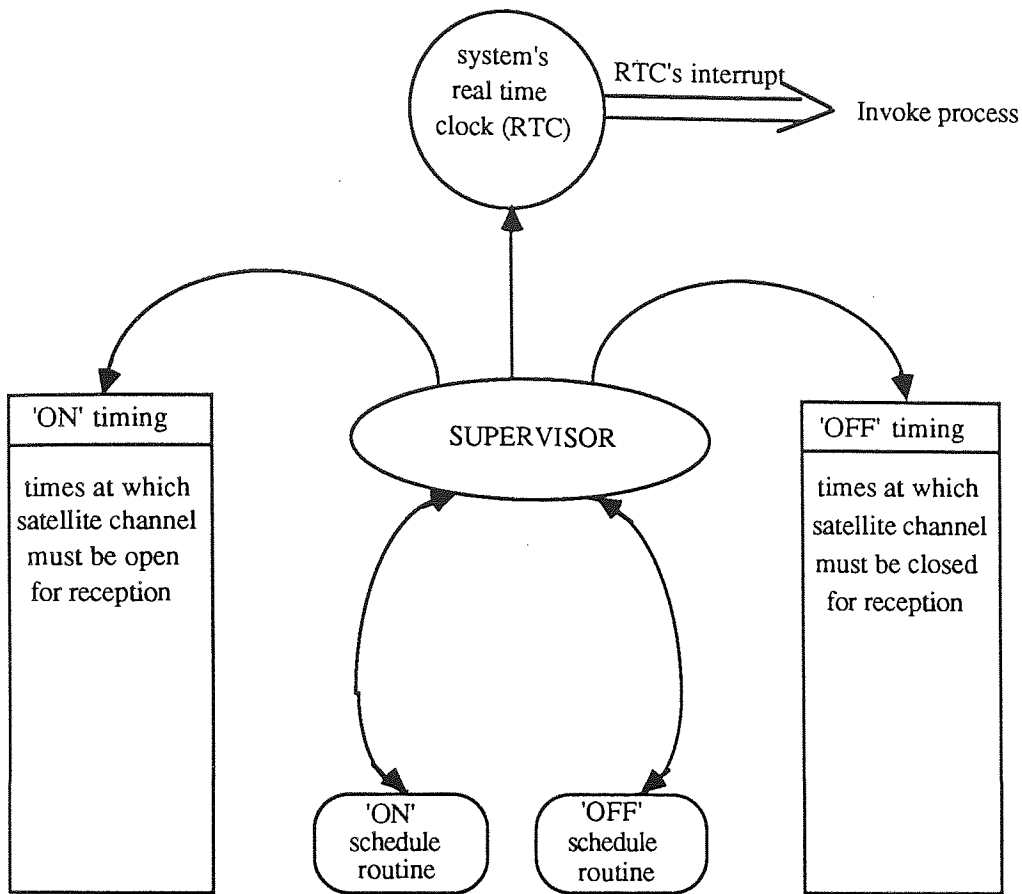 system's
real time
clock (RTC)
RTC's interrupt
Invoke process
'ON' timing
times at which
satellite channel
must be open
for reception
SUPERVISOR
'OFF' timing
times at which
satellite channel
must be closed
for reception
'ON'
schedule
routine
'OFF'
schedule
routine